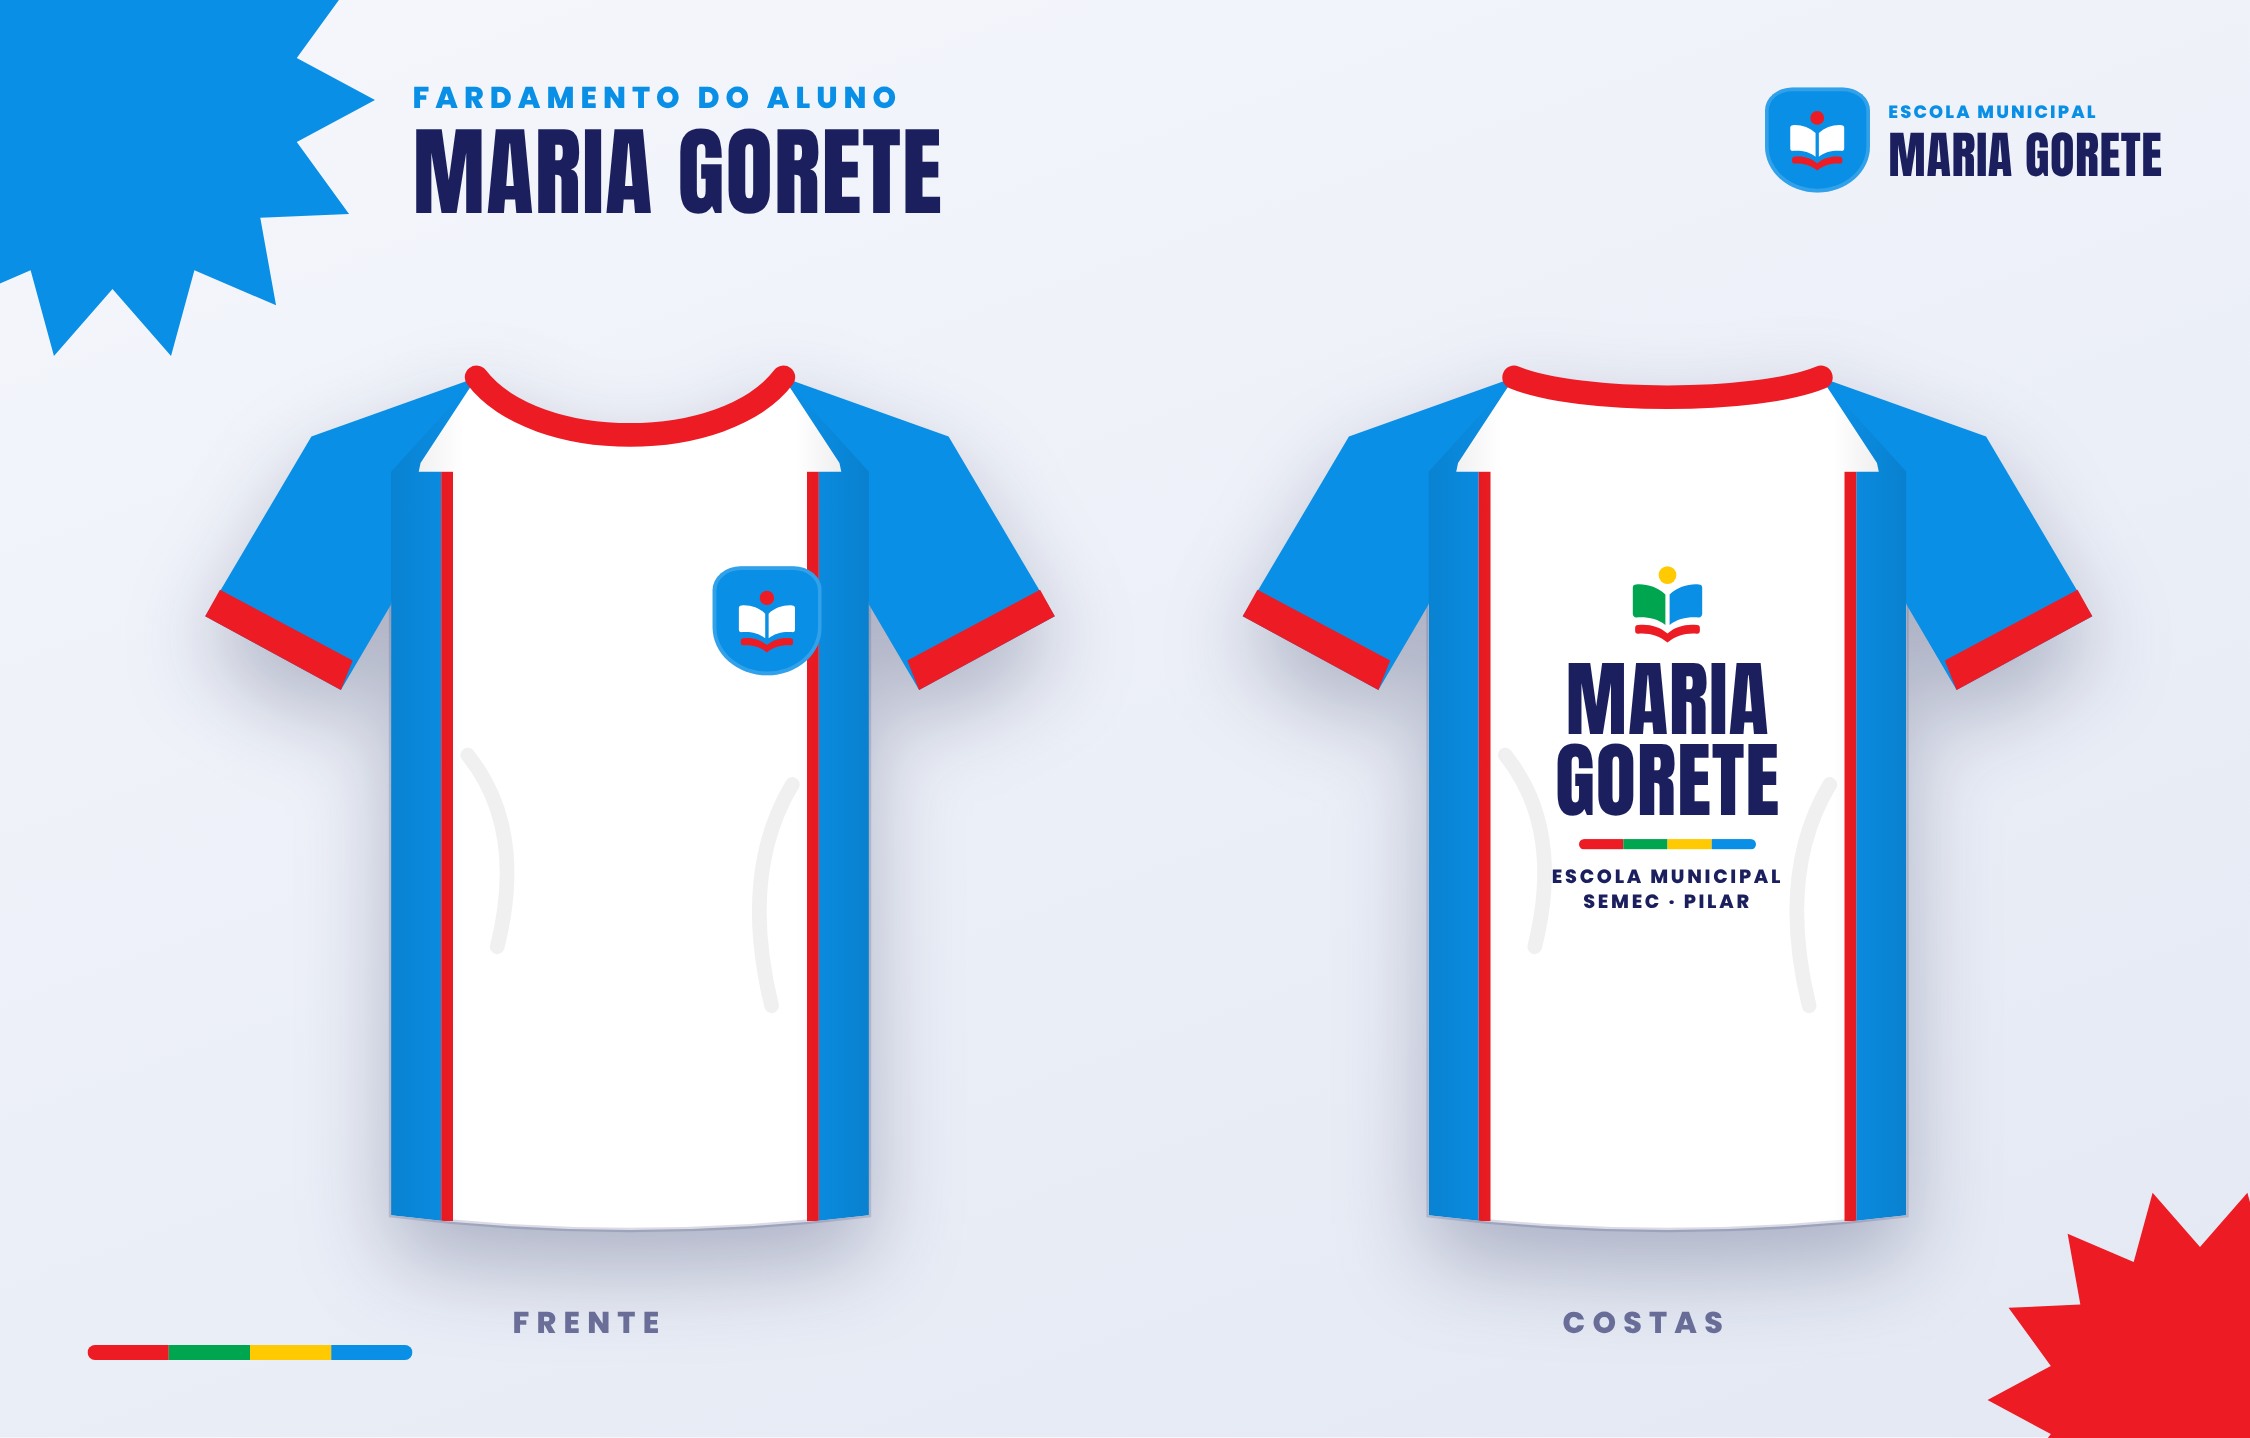 FARDAMENTO DO ALUNO
MARIA GORETE
ESCOLA MUNICIPAL
MARIA GORETE
MARIA
GORETE
ESCOLA MUNICIPAL
SEMEC · PILAR
FRENTE
COSTAS